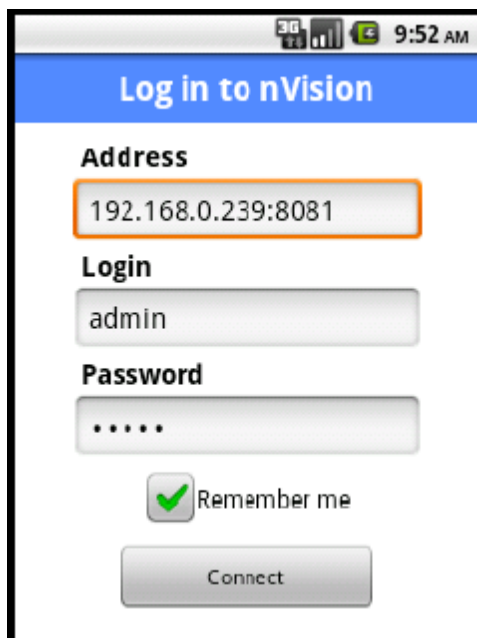 3G
9:52 AM
Log in to nVision
Address
192.168.0.239:8081
Login
admin
Password
•••••
Remember me
Connect